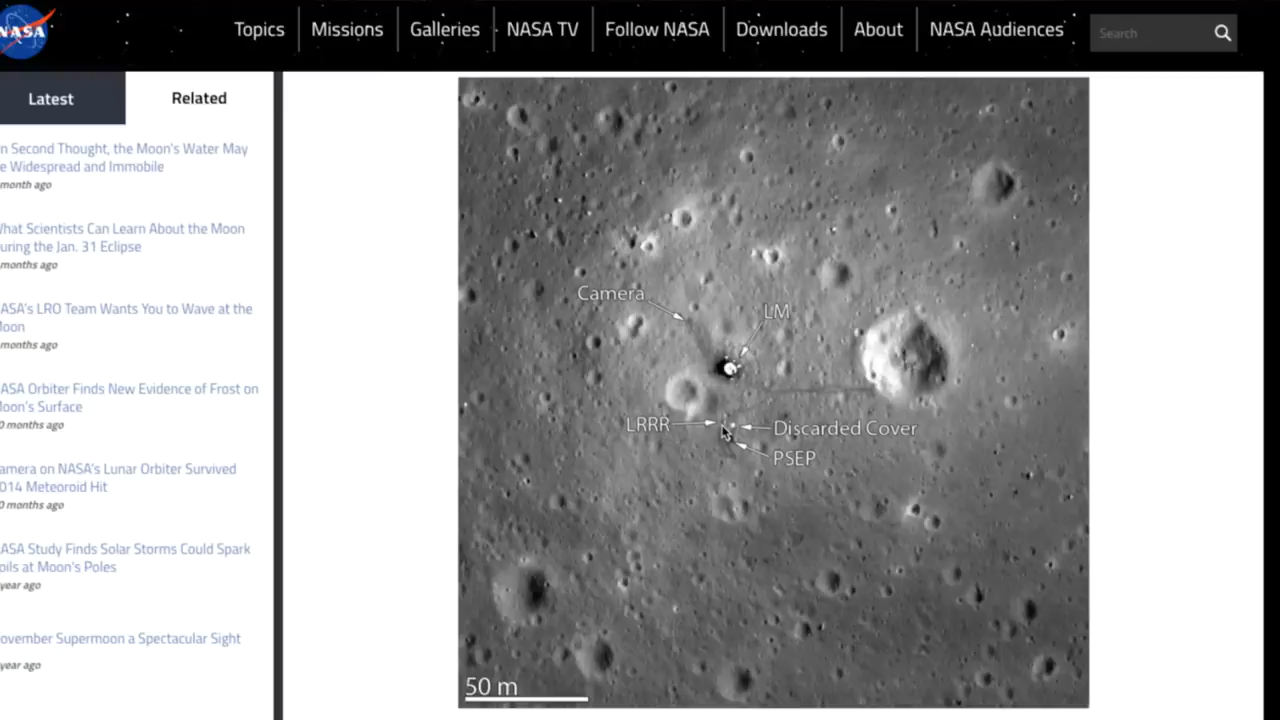 NASA
Topics
Missions
Galleries
NASA TV
Follow NASA
Downloads
About
NASA Audiences
Search
Latest
Related
n Second Thought, the Moon's Water May
e Widespread and Immobile
month ago
hat Scientists Can Learn About the Moon
uring the Jan. 31 Eclipse
months ago
ASA's LRO Team Wants You to Wave at the
oon
months ago
ASA Orbiter Finds New Evidence of Frost on
oon's Surface
0 months ago
amera on NASA's Lunar Orbiter Survived
014 Meteoroid Hit
0 months ago
ASA Study Finds Solar Storms Could Spark
oils at Moon's Poles
year ago
ovember Supermoon a Spectacular Sight
year ago
Camera
LM
LRRR
Discarded Cover
PSEP
50 m